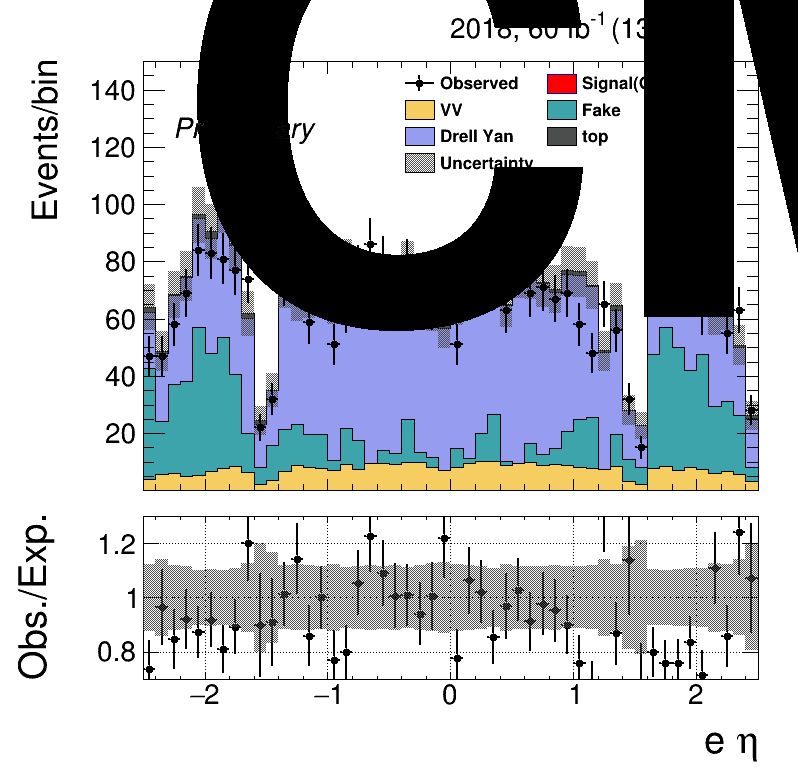 CM
2018, 60 fb⁻¹ (13
Events/bin
140
120
100
80
60
40
20
Observed
Signal(
VV
Fake
Drell Yan
top
Uncertainty
Obs./Exp.
1.2
1
0.8
−2 −1 0 1 2
e η